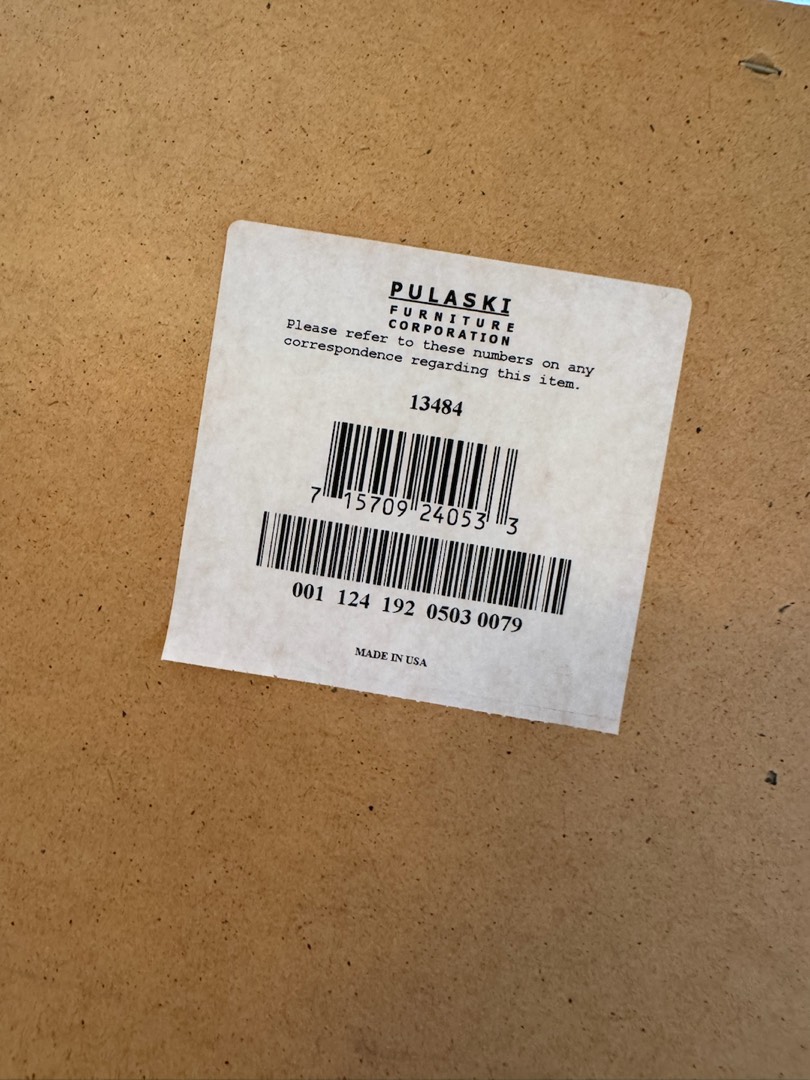 PULASKI
FURNITURE
CORPORATION
Please refer to these numbers on any
correspondence regarding this item.
13484
7 15709 24053 3
001 124 192 0503 0079
MADE IN USA